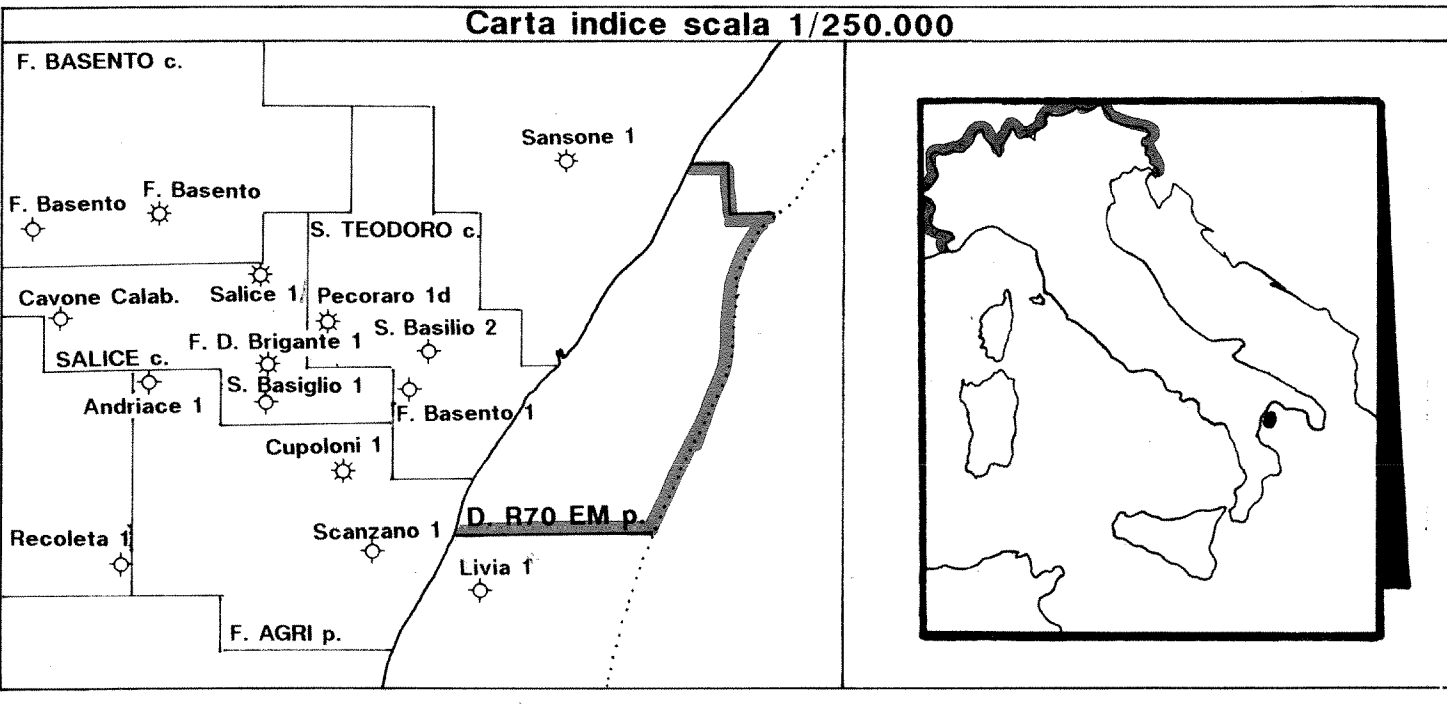 Carta indice scala 1/250.000
F. BASENTO c.
Sansone 1
F. Basento
F. Basento
S. TEODORO c.
Cavone Calab.
Salice 1
Pecoraro 1d
S. Basilio 2
F. D. Brigante 1
SALICE c.
S. Basiglio 1
Andriace 1
F. Basento 1
Cupoloni 1
D. R70 EM p.
Scanzano 1
Recoleta 1
Livia 1
F. AGRI p.